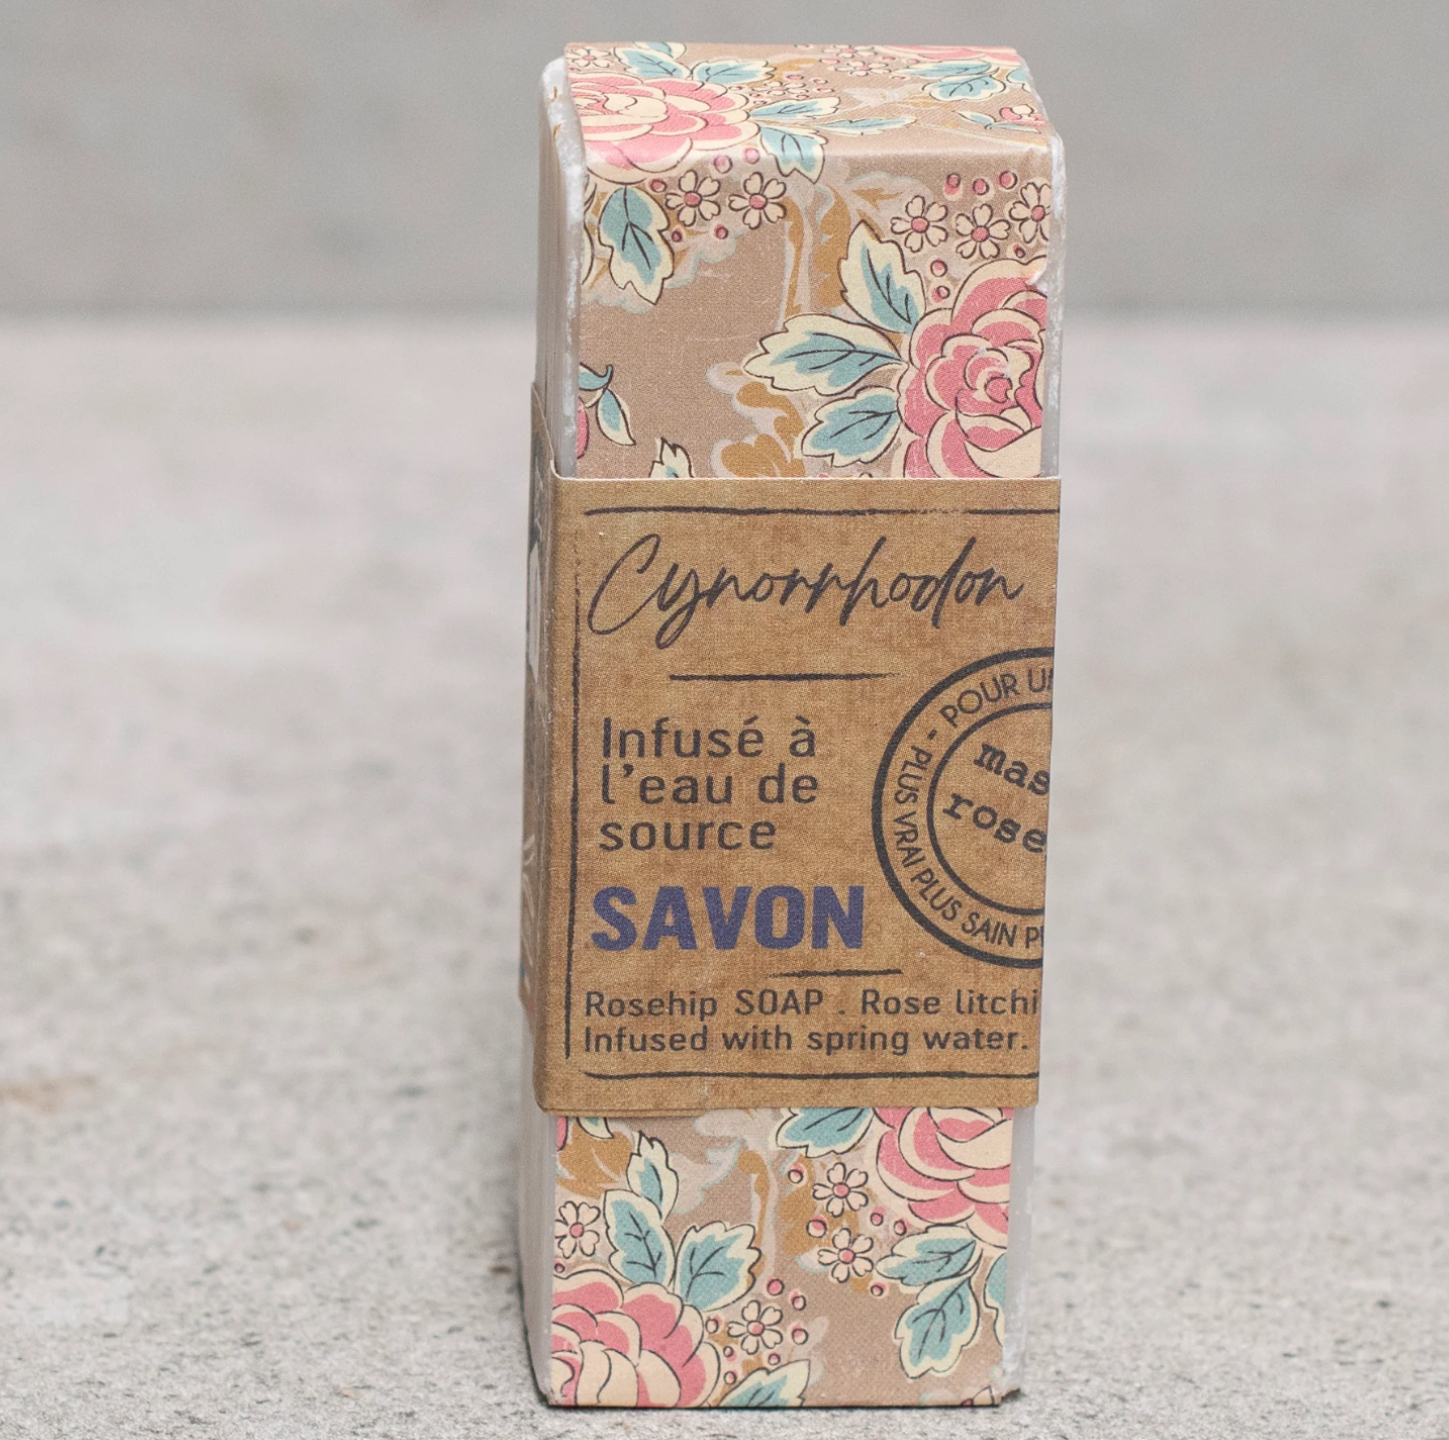 Cynorrhodon
Infusé à
l'eau de
source
SAVON
Rosehip SOAP . Rose litchi
Infused with spring water.
POUR
rose
• PLUS VRAI PLUS SAIN